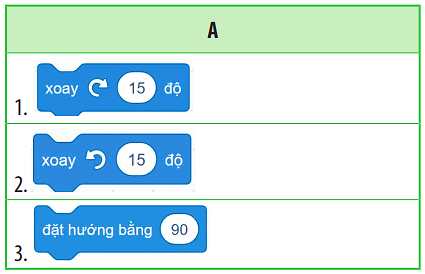 A
1. xoay 15 độ
2. xoay 15 độ
3. đặt hướng bằng 90